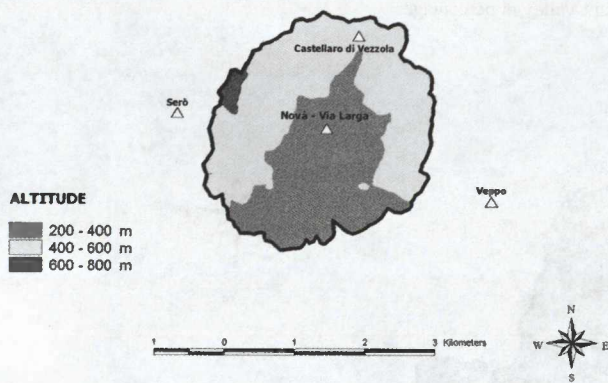 Castellaro di Vezzola
Serò
Novà - Via Larga
Veppo
ALTITUDE
200 - 400 m
400 - 600 m
600 - 800 m
1 0 1 2 3 Kilometers
N
W E
S